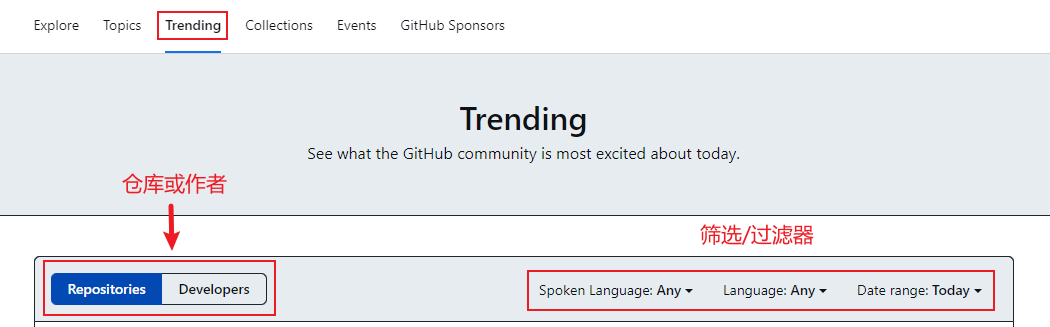 Explore Topics Trending Collections Events GitHub Sponsors
Trending
See what the GitHub community is most excited about today.
仓库或作者
筛选/过滤器
Repositories Developers Spoken Language: Any Language: Any Date range: Today